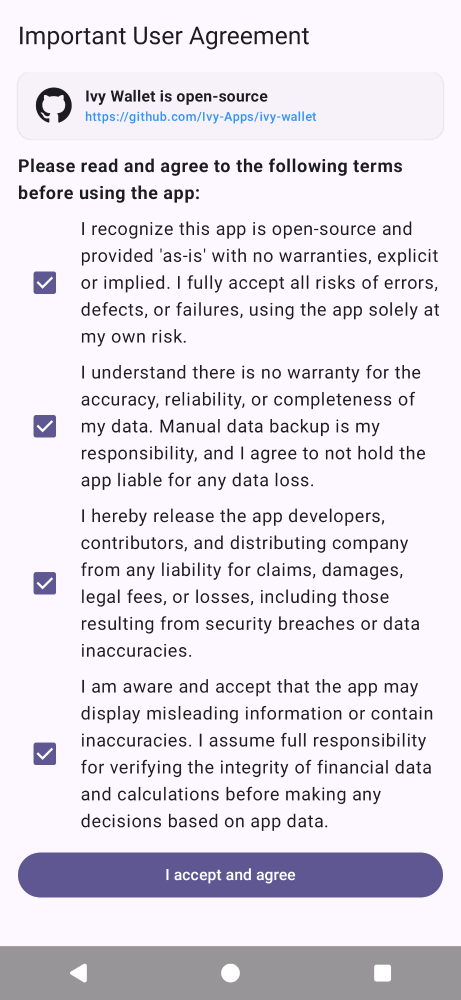 Important User Agreement
Ivy Wallet is open-source
https://github.com/Ivy-Apps/ivy-wallet
Please read and agree to the following terms
before using the app:
I recognize this app is open-source and
provided 'as-is' with no warranties, explicit
or implied. I fully accept all risks of errors,
defects, or failures, using the app solely at
my own risk.
I understand there is no warranty for the
accuracy, reliability, or completeness of
my data. Manual data backup is my
responsibility, and I agree to not hold the
app liable for any data loss.
I hereby release the app developers,
contributors, and distributing company
from any liability for claims, damages,
legal fees, or losses, including those
resulting from security breaches or data
inaccuracies.
I am aware and accept that the app may
display misleading information or contain
inaccuracies. I assume full responsibility
for verifying the integrity of financial data
and calculations before making any
decisions based on app data.
I accept and agree